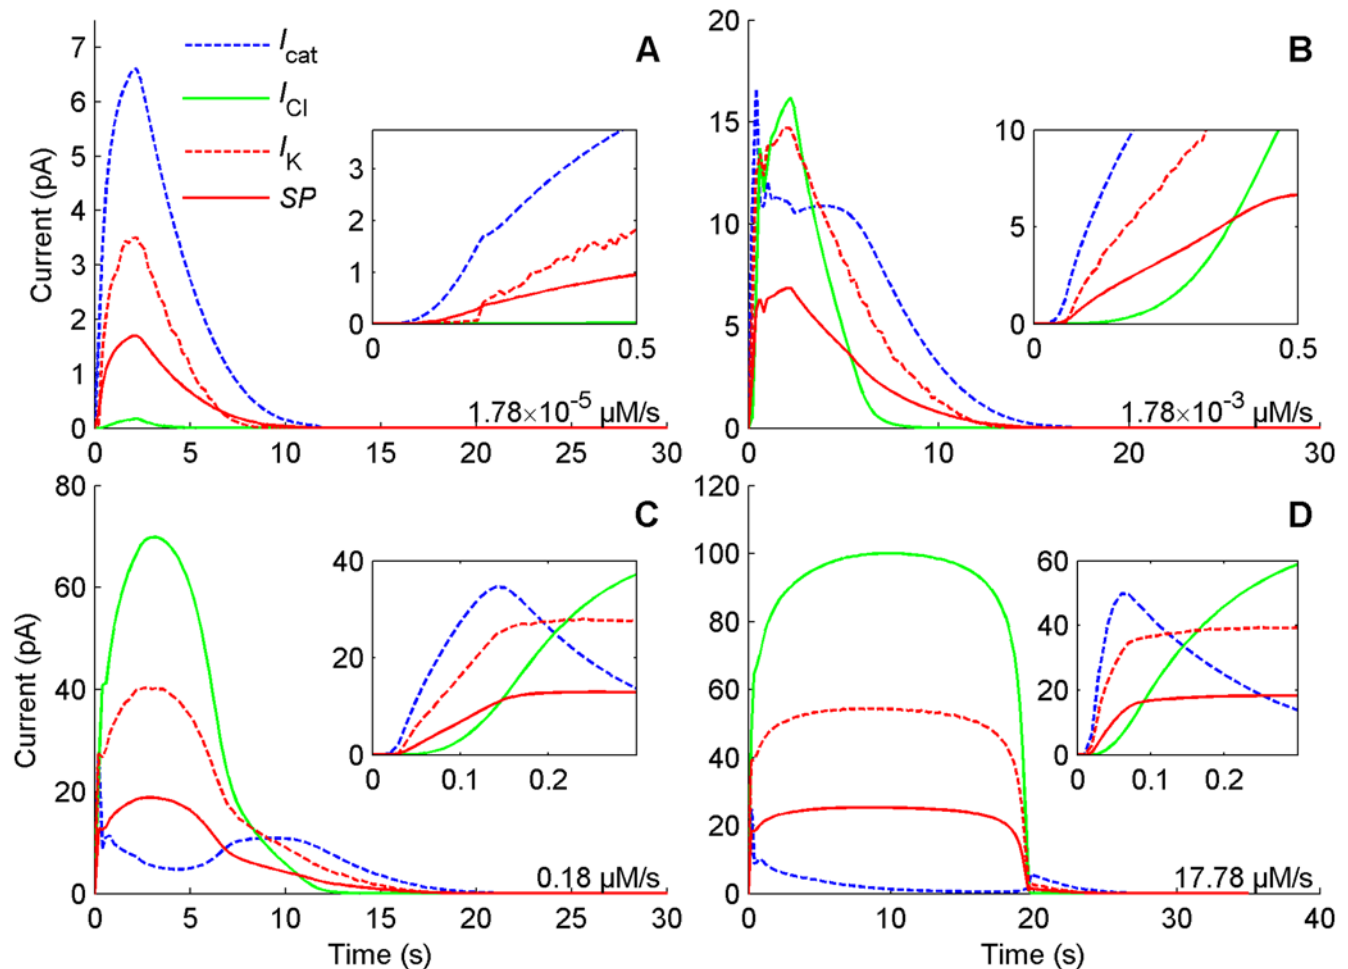 A
I_cat
I_Cl
I_K
SP
Current (pA)
7
6
5
4
3
2
1
0
3
2
1
0
0 0.5
1.78×10⁻⁵ µM/s
0 5 10 15 20 25 30
B
20
15
10
5
0
10
5
0
0 0.5
1.78×10⁻³ µM/s
0 10 20 30
C
Current (pA)
80
60
40
20
0
40
20
0
0 0.1 0.2
0.18 µM/s
0 5 10 15 20 25 30
Time (s)
D
120
100
80
60
40
20
0
60
40
20
0
0 0.1 0.2
17.78 µM/s
0 10 20 30 40
Time (s)